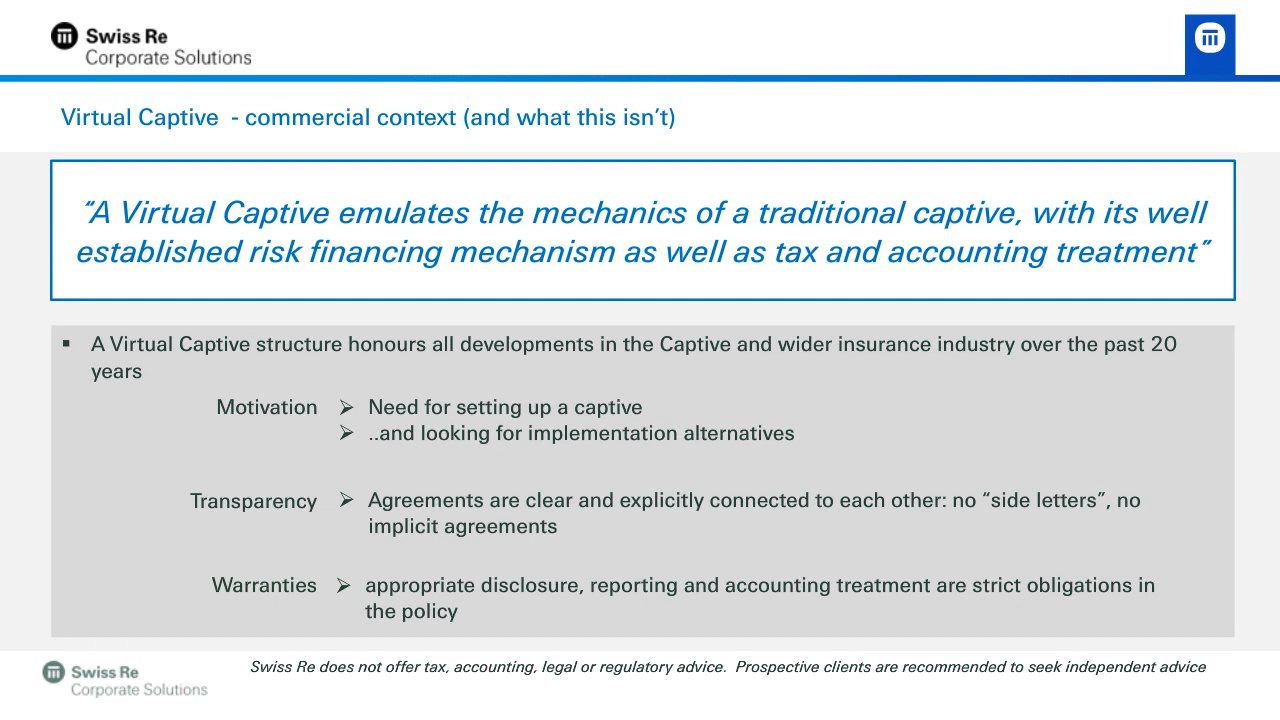 Swiss Re
Corporate Solutions
Virtual Captive - commercial context (and what this isn’t)
“A Virtual Captive emulates the mechanics of a traditional captive, with its well
established risk financing mechanism as well as tax and accounting treatment”
▪ A Virtual Captive structure honours all developments in the Captive and wider insurance industry over the past 20
years
Motivation ➢ Need for setting up a captive
➢ ..and looking for implementation alternatives
Transparency ➢ Agreements are clear and explicitly connected to each other: no “side letters”, no
implicit agreements
Warranties ➢ appropriate disclosure, reporting and accounting treatment are strict obligations in
the policy
Swiss Re
Corporate Solutions
Swiss Re does not offer tax, accounting, legal or regulatory advice. Prospective clients are recommended to seek independent advice